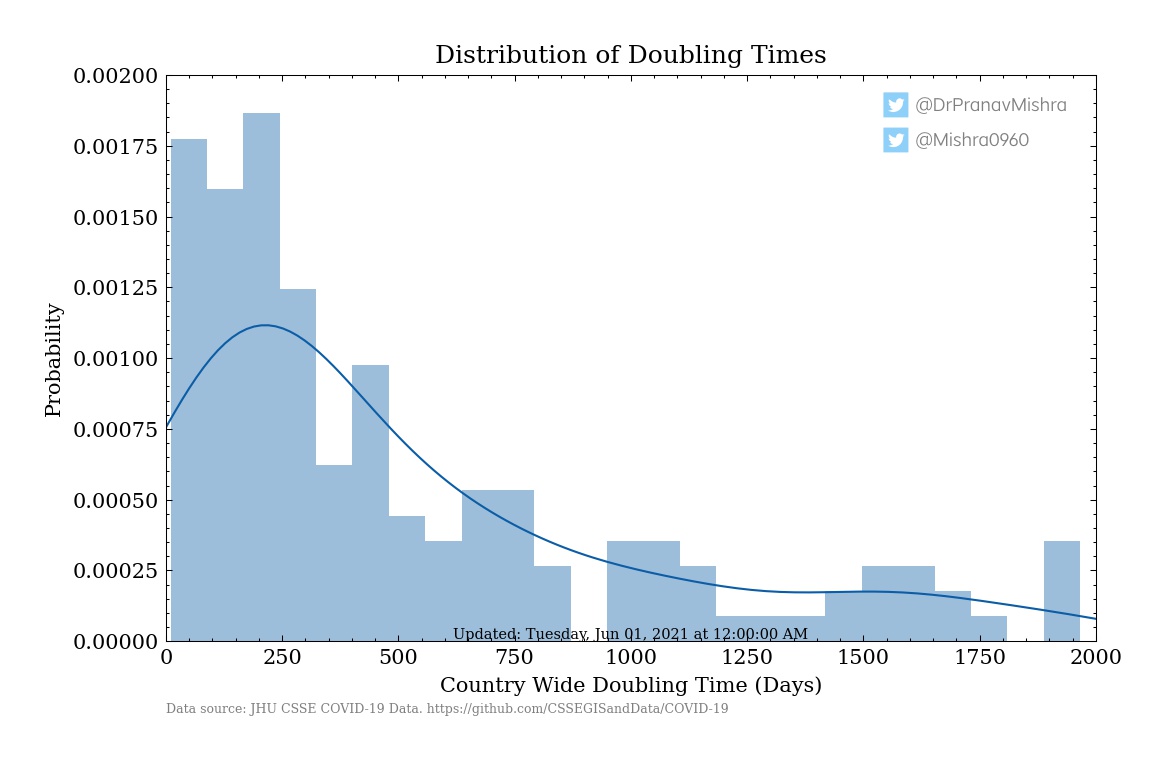 Distribution of Doubling Times
0.00200
0.00175
0.00150
0.00125
0.00100
0.00075
0.00050
0.00025
0.00000
Probability
@DrPranavMishra
@Mishra0960
Updated: Tuesday, Jun 01, 2021 at 12:00:00 AM
0 250 500 750 1000 1250 1500 1750 2000
Country Wide Doubling Time (Days)
Data source: JHU CSSE COVID-19 Data. https://github.com/CSSEGISandData/COVID-19